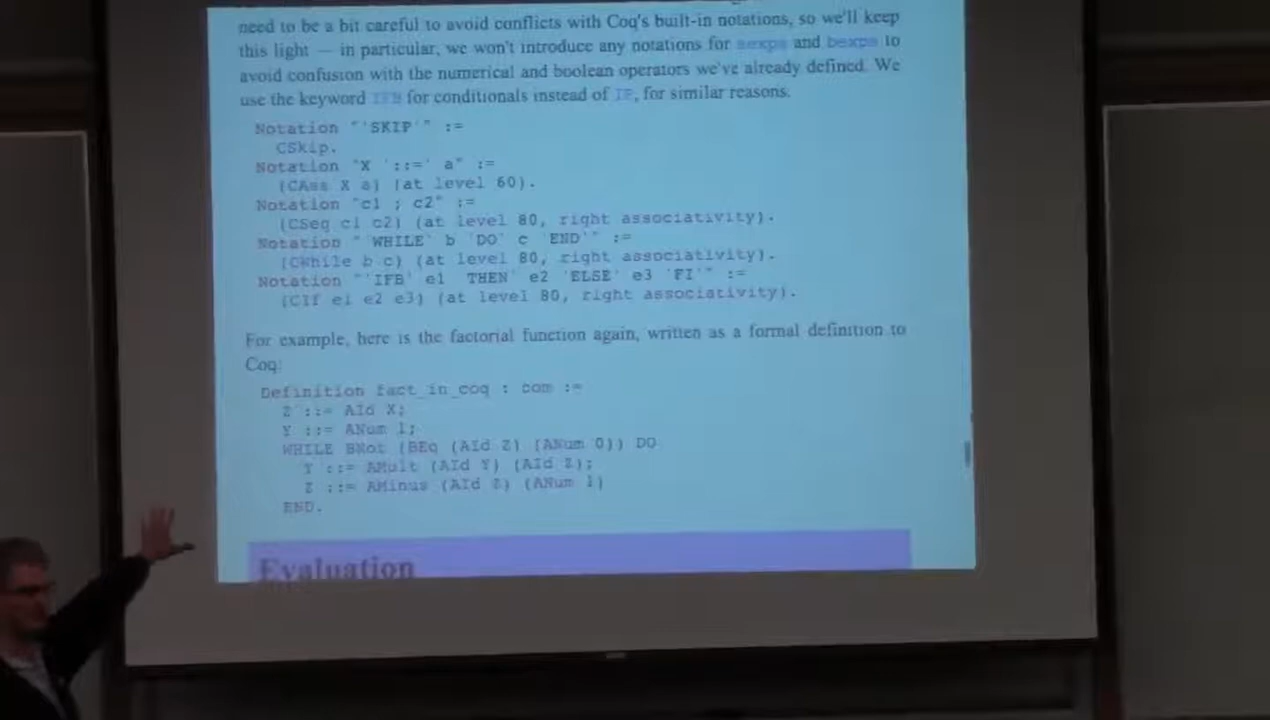 need to be a bit careful to avoid conflicts with Coq's built-in notations, so we'll keep
this light — in particular, we won't introduce any notations for aexps and bexps to
avoid confusion with the numerical and boolean operators we've already defined. We
use the keyword IFB for conditionals instead of IF, for similar reasons.
Notation "'SKIP'" :=
CSkip.
Notation "X '::=' a" :=
(CAss X a) (at level 60).
Notation "c1 ; c2" :=
(CSeq c1 c2) (at level 80, right associativity).
Notation "'WHILE' b 'DO' c 'END'" :=
(CWhile b c) (at level 80, right associativity).
Notation "'IFB' e1 'THEN' e2 'ELSE' e3 'FI'" :=
(CIf e1 e2 e3) (at level 80, right associativity).
For example, here is the factorial function again, written as a formal definition to
Coq:
Definition fact_in_coq : com :=
Z ::= AId X;
Y ::= ANum 1;
WHILE BNot (BEq (AId Z) (ANum 0)) DO
Y ::= AMult (AId Y) (AId Z);
Z ::= AMinus (AId Z) (ANum 1)
END.
Evaluation